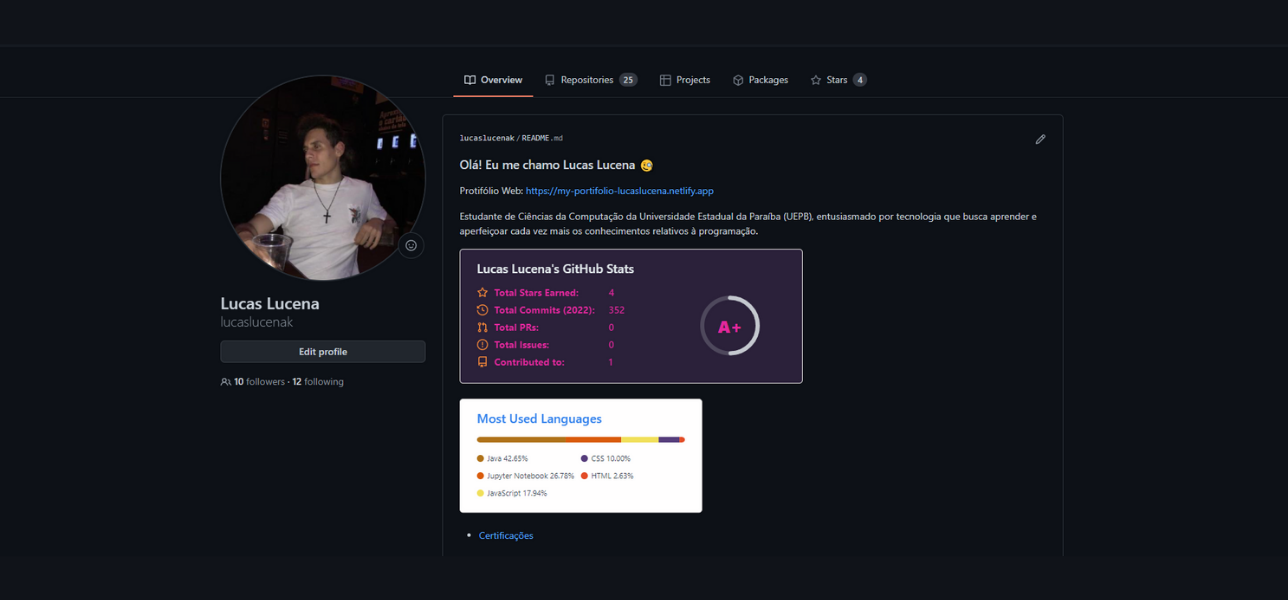 Overview Repositories 25 Projects Packages Stars 4
lucaslucenak / README.md
Olá! Eu me chamo Lucas Lucena
Protifólio Web: https://my-portifolio-lucaslucena.netlify.app
Estudante de Ciências da Computação da Universidade Estadual da Paraíba (UEPB), entusiasmado por tecnologia que busca aprender e
aperfeiçoar cada vez mais os conhecimentos relativos à programação.
Lucas Lucena's GitHub Stats
Total Stars Earned: 4
Total Commits (2022): 352
Total PRs: 0
Total Issues: 0
Contributed to: 1
A+
Lucas Lucena
lucaslucenak
Edit profile
10 followers · 12 following
Most Used Languages
Java 42.65% CSS 10.00%
Jupyter Notebook 26.78% HTML 2.63%
JavaScript 17.94%
Certificações